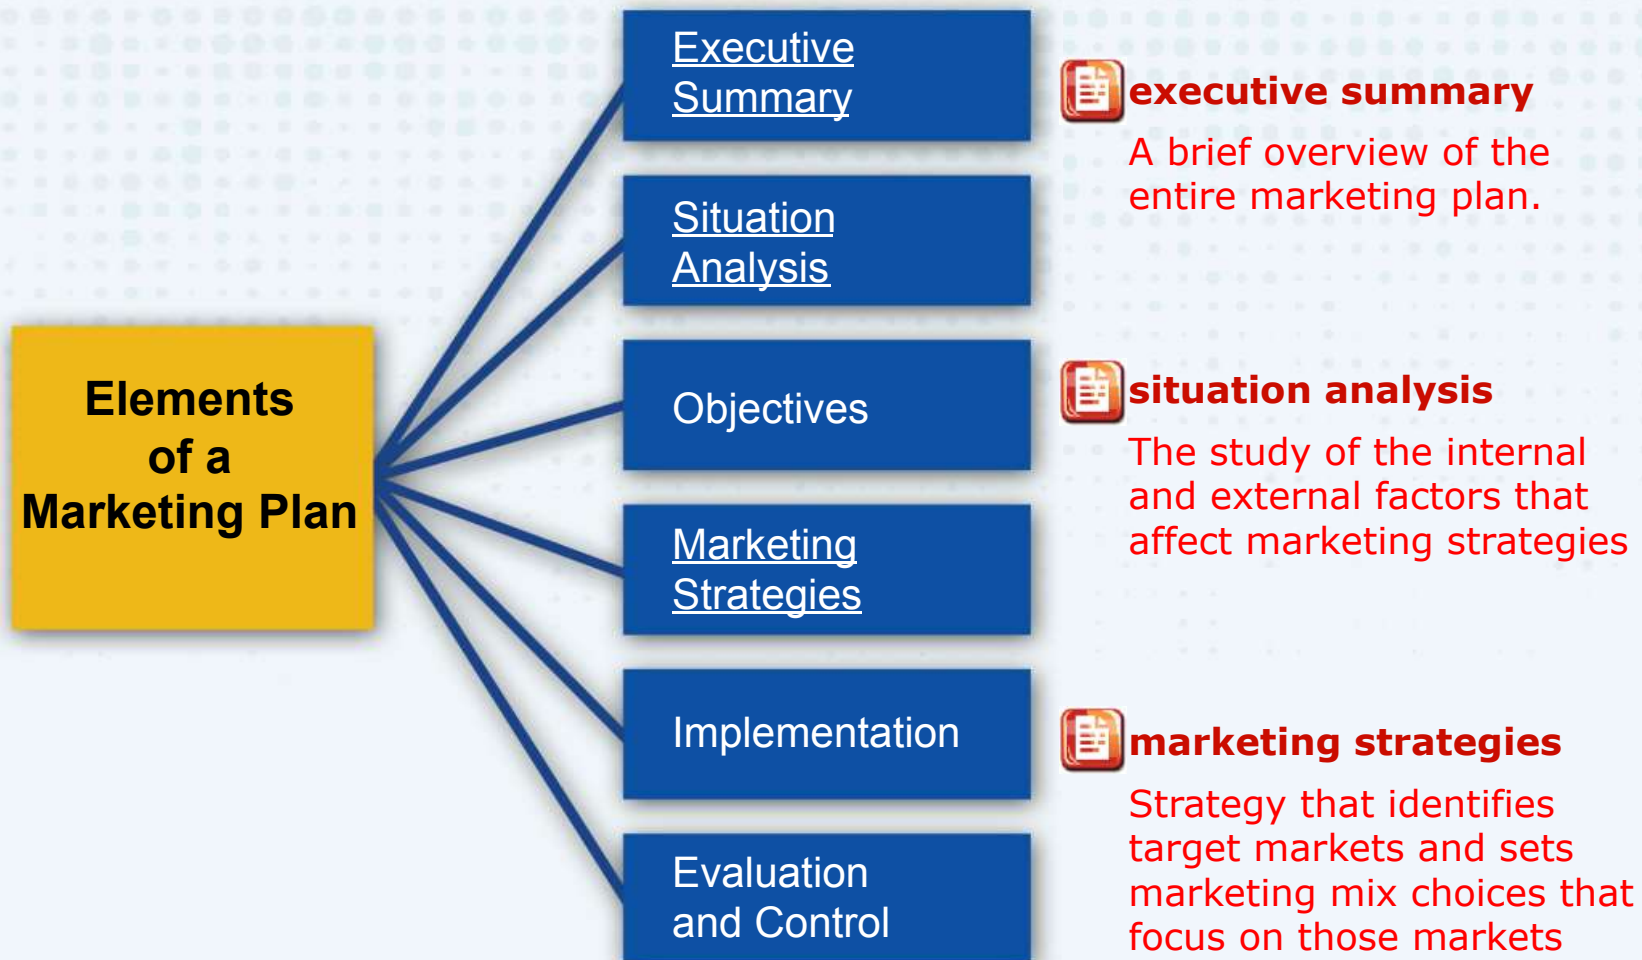 Elements
of a
Marketing Plan
Executive
Summary
Situation
Analysis
Objectives
Marketing
Strategies
Implementation
Evaluation
and Control
executive summary
A brief overview of the
entire marketing plan.
situation analysis
The study of the internal
and external factors that
affect marketing strategies
marketing strategies
Strategy that identifies
target markets and sets
marketing mix choices that
focus on those markets